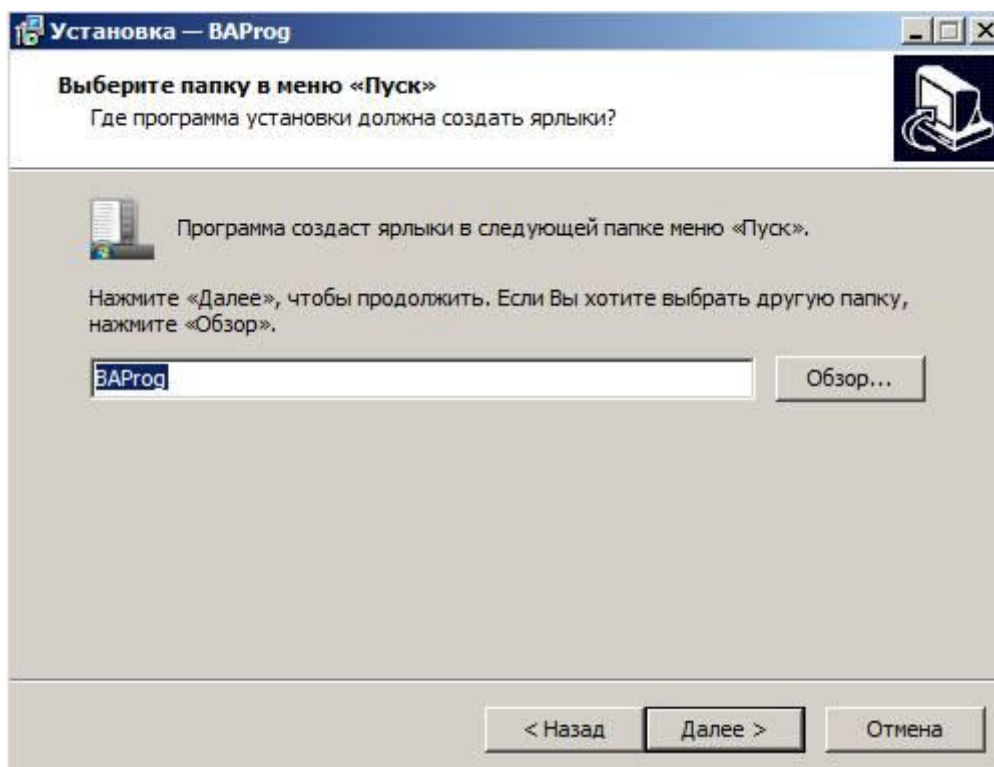 Установка — BAProg
Выберите папку в меню «Пуск»
Где программа установки должна создать ярлыки?
Программа создаст ярлыки в следующей папке меню «Пуск».
Нажмите «Далее», чтобы продолжить. Если Вы хотите выбрать другую папку,
нажмите «Обзор».
BAProg
Обзор...
< Назад
Далее >
Отмена